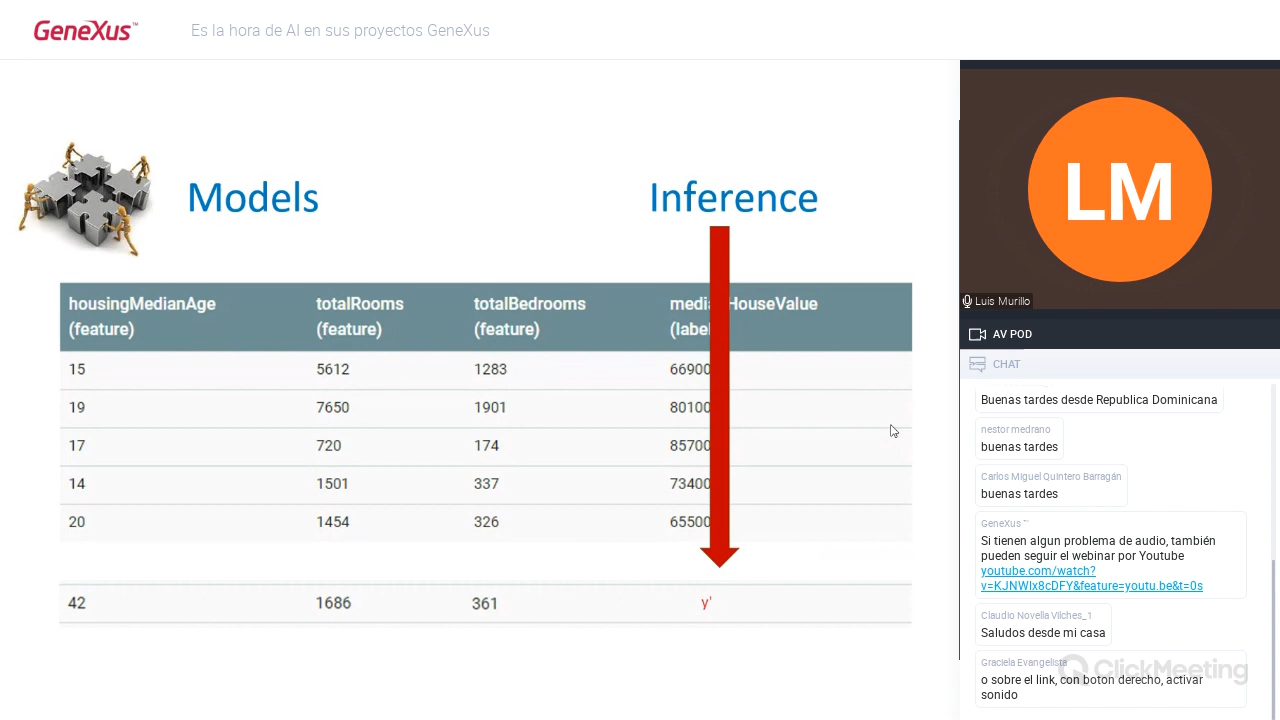 GeneXus™
Es la hora de AI en sus proyectos GeneXus
Models
Inference
housingMedianAge (feature) totalRooms (feature) totalBedrooms (feature)
15 5612 1283 66900
19 7650 1901 80100
17 720 174 85700
14 1501 337 73400
20 1454 326 65500
42 1686 361 y'
LM
Luis Murillo
AV POD
CHAT
Buenas tardes desde Republica Dominicana
nestor medrano
buenas tardes
Carlos Miguel Quintero Barragán
buenas tardes
GeneXus ™
Si tienen algun problema de audio, también
pueden seguir el webinar por Youtube
youtube.com/watch?
v=KJNWlx8cDFY&feature=youtu.be&t=0s
Claudio Novella Vilches_1
Saludos desde mi casa
Graciela Evangelista
o sobre el link, con boton derecho, activar
sonido
ClickMeeting